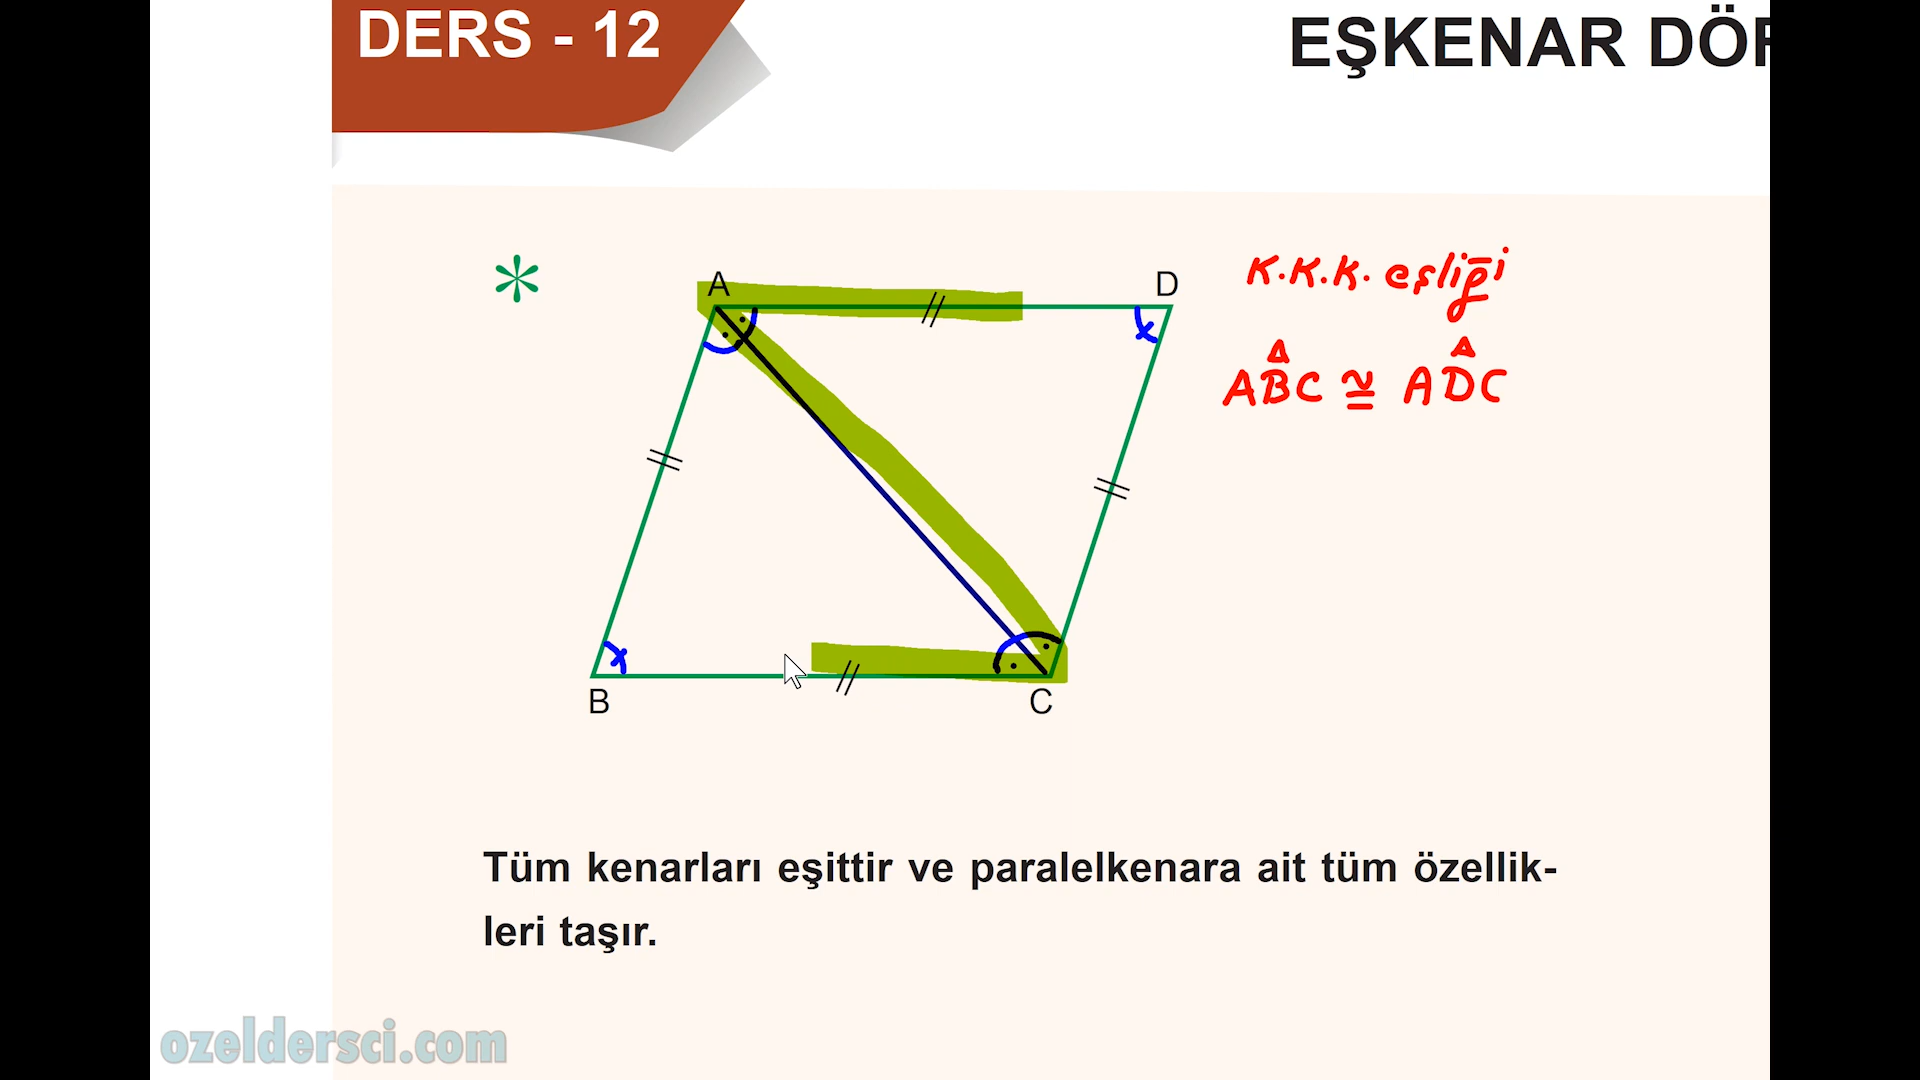 DERS - 12
EŞKENAR DÖ
A
D
K.K.K. eşliği
ABC ≅ ADC
x
x
B
C
Tüm kenarları eşittir ve paralelkenara ait tüm özellik-
leri taşır.
ozeldersci.com